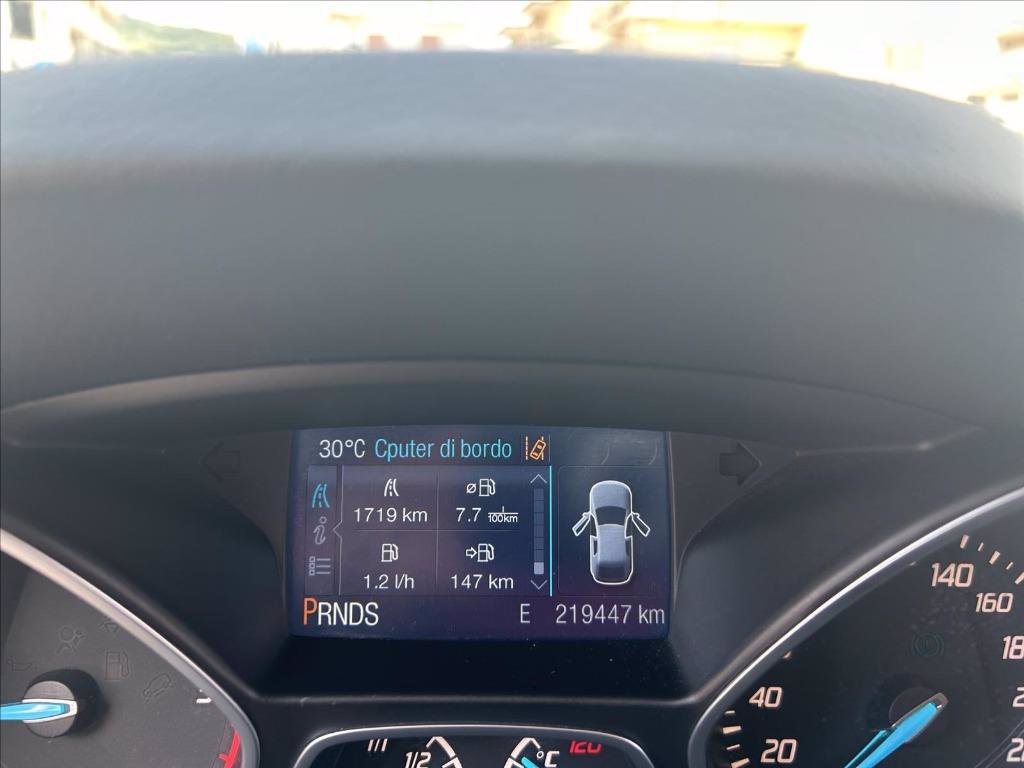 30°C Cputer di bordo
1719 km 7.7 l/100km
1.2 l/h 147 km
PRNDS E 219447 km
140
160
40
20
1/2
°C 120